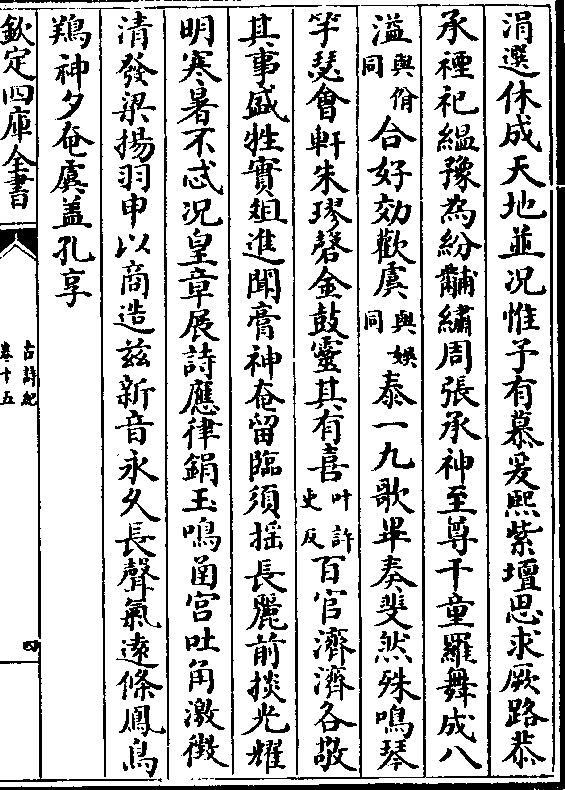 涓選休成天地並況惟予有慕爰熙紫壇思求厥路恭
承禋祀縕豫為紛黼繡周張承神至尊千童羅舞成八
溢與佾同合好効歡虞與娛同泰一九歌畢奏斐然殊鳴琴
竽瑟會軒朱璆磬金鼓靈其有喜叶許吏反百官濟濟各敬
其事盛牲實俎進聞膏神奄留臨須揺長麗前掞光耀
明寒暑不忒况皇章展詩應律鋗玉鳴函宫吐角激徴
清發梁揚羽申以商造兹新音永久長聲氣逺條鳳鳥
鶈神夕奄虞盖孔享
欽定四庫全書
古詩紀
卷十五
四